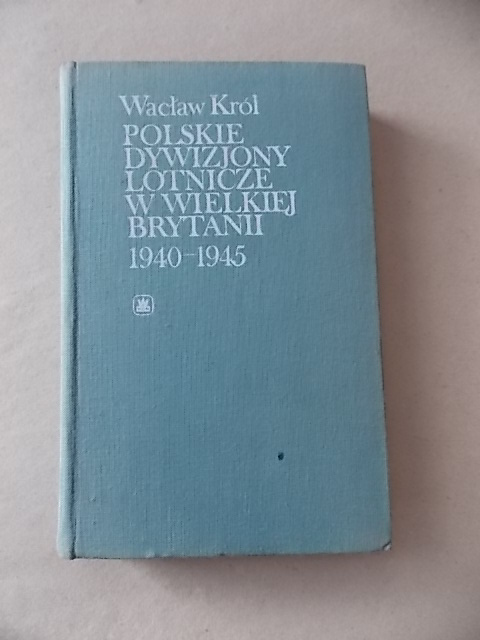 Wacław Król
POLSKIE
DYWIZJONY
LOTNICZE
W WIELKIEJ
BRYTANII
1940-1945